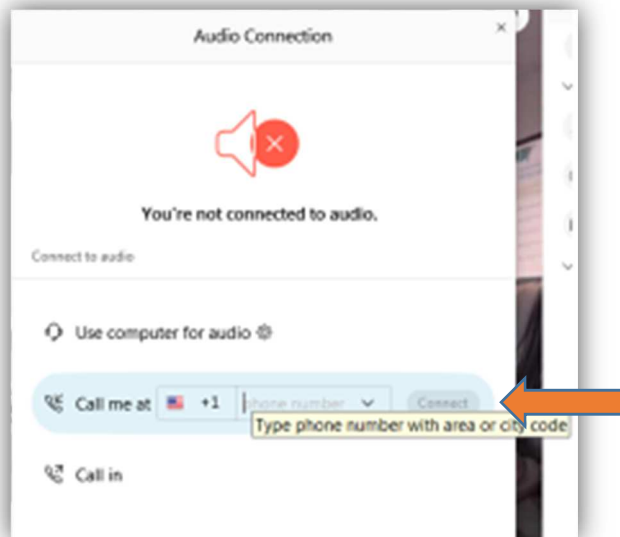 Audio Connection
You're not connected to audio.
Connect to audio
Use computer for audio
Call me at +1 phone number Connect
Type phone number with area or city code
Call in